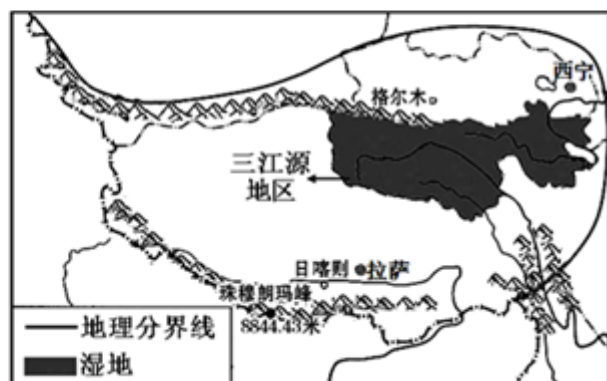 西宁
格尔木
三江源
地区
日喀则
拉萨
珠穆朗玛峰
8844.43米
地理分界线
湿地